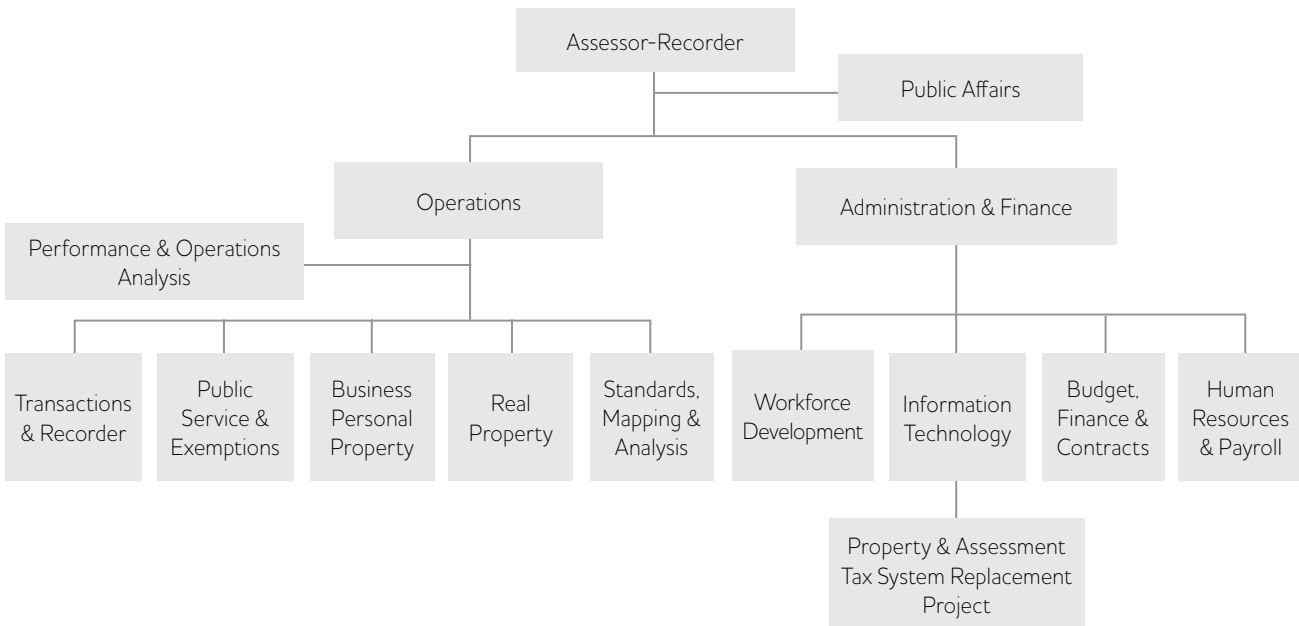 Assessor-Recorder
Public Affairs
Operations
Administration & Finance
Performance & Operations
Analysis
Transactions
& Recorder
Public
Service &
Exemptions
Business
Personal
Property
Real
Property
Standards,
Mapping &
Analysis
Workforce
Development
Information
Technology
Budget,
Finance &
Contracts
Human
Resources
& Payroll
Property & Assessment
Tax System Replacement
Project